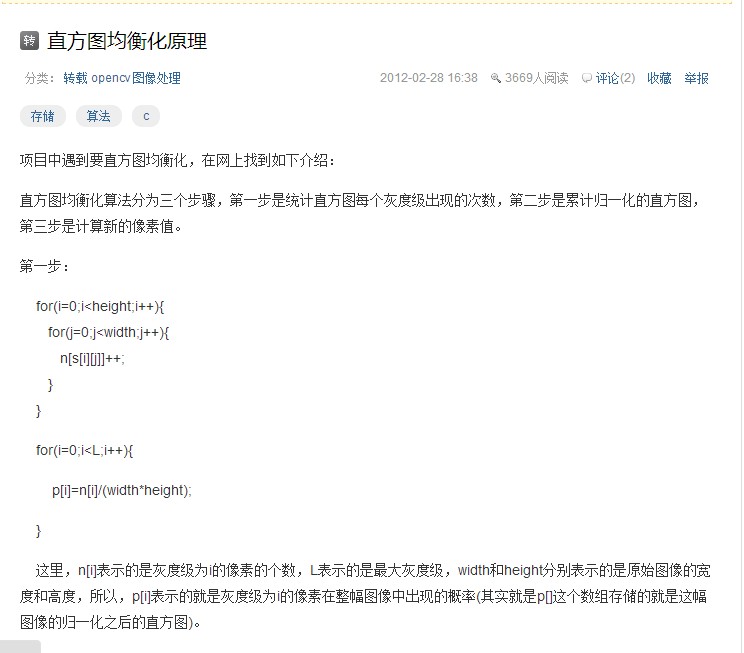 转 直方图均衡化原理
分类： 转载 opencv图像处理 2012-02-28 16:38 3669人阅读 评论(2) 收藏 举报
存储 算法 c
项目中遇到要直方图均衡化，在网上找到如下介绍：
直方图均衡化算法分为三个步骤，第一步是统计直方图每个灰度级出现的次数，第二步是累计归一化的直方图，
第三步是计算新的像素值。
第一步：
for(i=0;i<height;i++){
for(j=0;j<width;j++){
n[s[i][j]]++;
}
}
for(i=0;i<L;i++){
p[i]=n[i]/(width*height);
}
这里，n[i]表示的是灰度级为i的像素的个数，L表示的是最大灰度级，width和height分别表示的是原始图像的宽
度和高度，所以，p[i]表示的就是灰度级为i的像素在整幅图像中出现的概率(其实就是p[]这个数组存储的就是这幅
图像的归一化之后的直方图)。